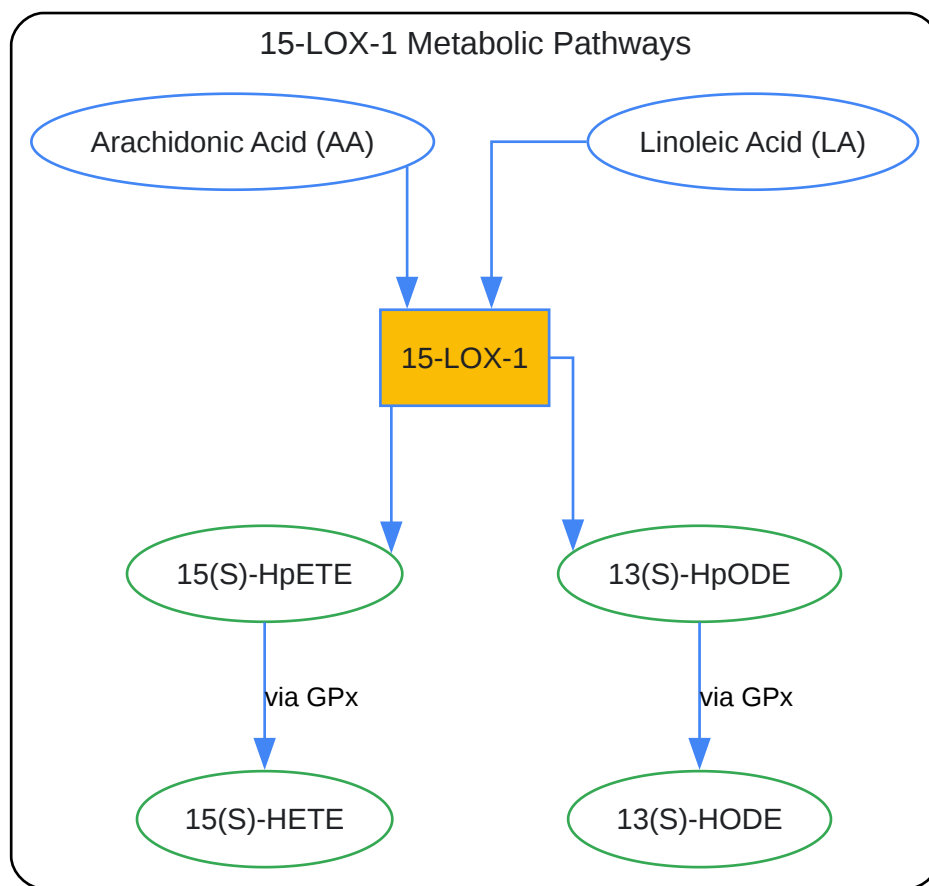 15-LOX-1 Metabolic Pathways
Arachidonic Acid (AA)
Linoleic Acid (LA)
15-LOX-1
15(S)-HpETE
13(S)-HpODE
via GPx
via GPx
15(S)-HETE
13(S)-HODE